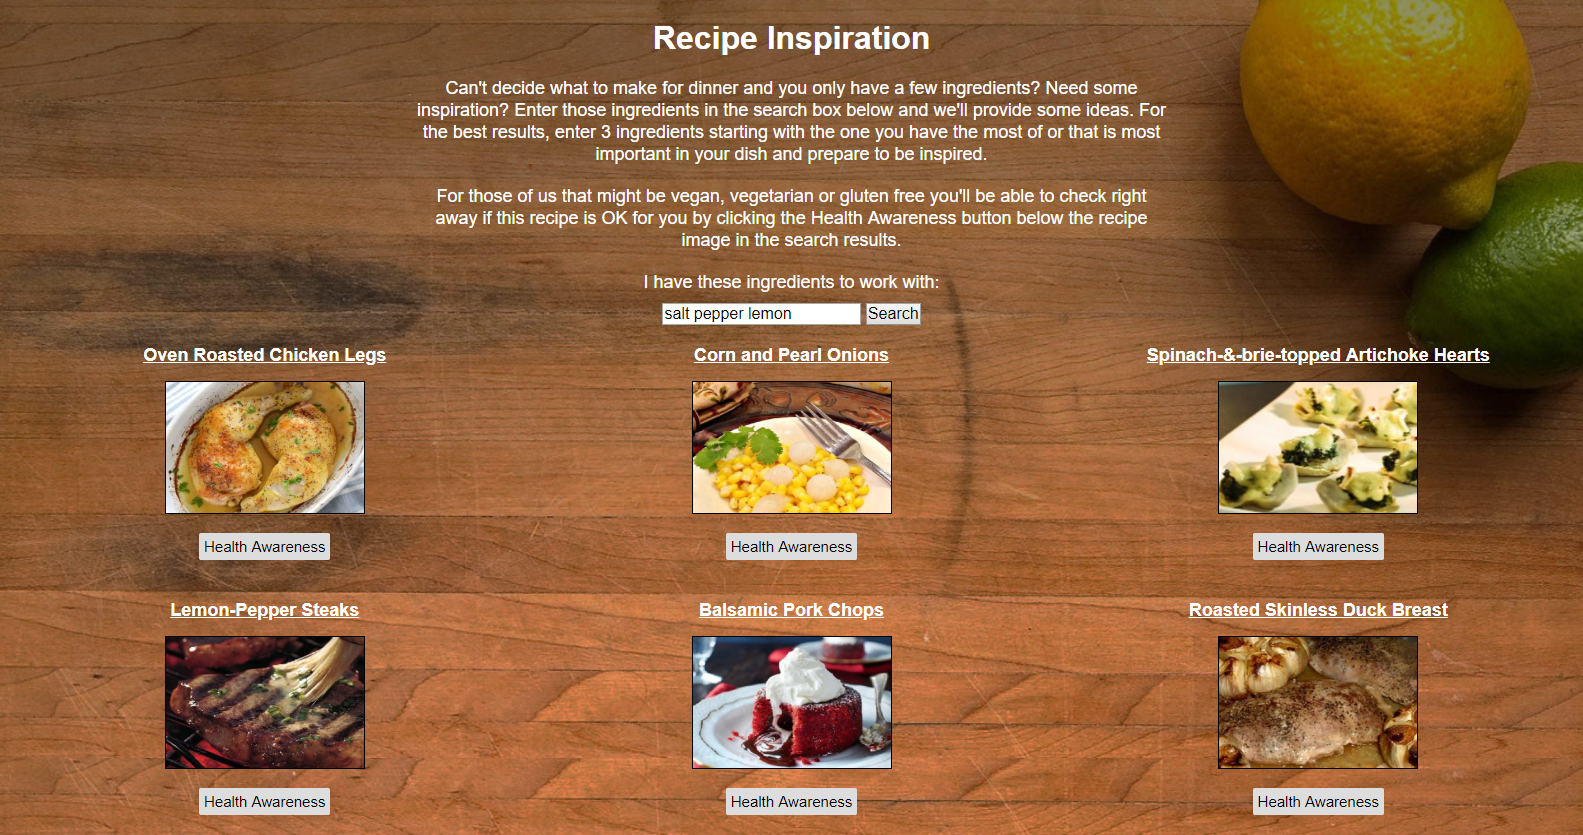 Recipe Inspiration
Can't decide what to make for dinner and you only have a few ingredients? Need some
inspiration? Enter those ingredients in the search box below and we'll provide some ideas. For
the best results, enter 3 ingredients starting with the one you have the most of or that is most
important in your dish and prepare to be inspired.
For those of us that might be vegan, vegetarian or gluten free you'll be able to check right
away if this recipe is OK for you by clicking the Health Awareness button below the recipe
image in the search results.
I have these ingredients to work with:
salt pepper lemon Search
Oven Roasted Chicken Legs
Corn and Pearl Onions
Spinach-&-brie-topped Artichoke Hearts
Health Awareness
Health Awareness
Health Awareness
Lemon-Pepper Steaks
Balsamic Pork Chops
Roasted Skinless Duck Breast
Health Awareness
Health Awareness
Health Awareness